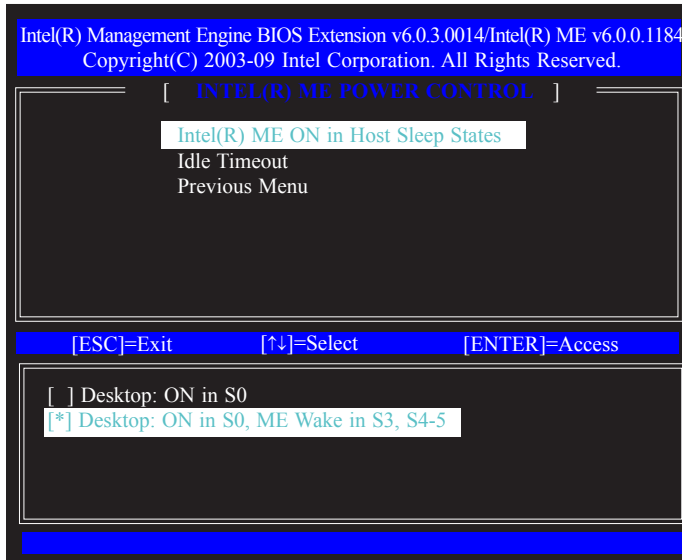 Intel(R) Management Engine BIOS Extension v6.0.3.0014/Intel(R) ME v6.0.0.1184
Copyright(C) 2003-09 Intel Corporation. All Rights Reserved.
[ INTEL(R) ME POWER CONTROL ]
Intel(R) ME ON in Host Sleep States
Idle Timeout
Previous Menu
[ESC]=Exit [↑↓]=Select [ENTER]=Access
[ ] Desktop: ON in S0
[*] Desktop: ON in S0, ME Wake in S3, S4-5